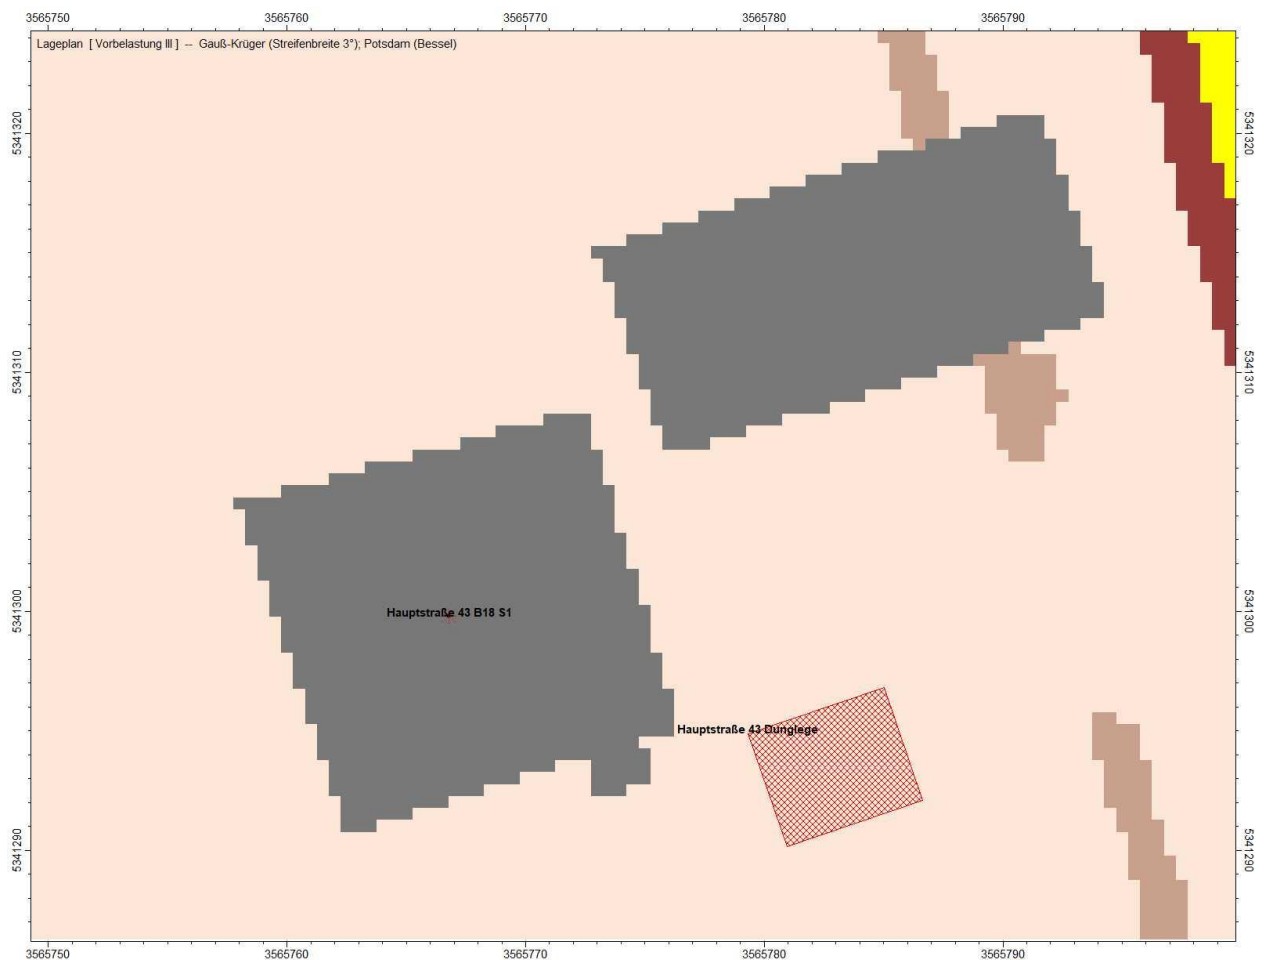 3565750 3565760 3565770 3565780 3565790
Lageplan [ Vorbelastung III ] -- Gauß-Krüger (Streifenbreite 3°); Potsdam (Bessel)
5341320 5341320
5341310 5341310
Hauptstraße 43 B18 S1
5341300 5341300
Hauptstraße 43 Dunglege
5341290 5341290
3565750 3565760 3565770 3565780 3565790